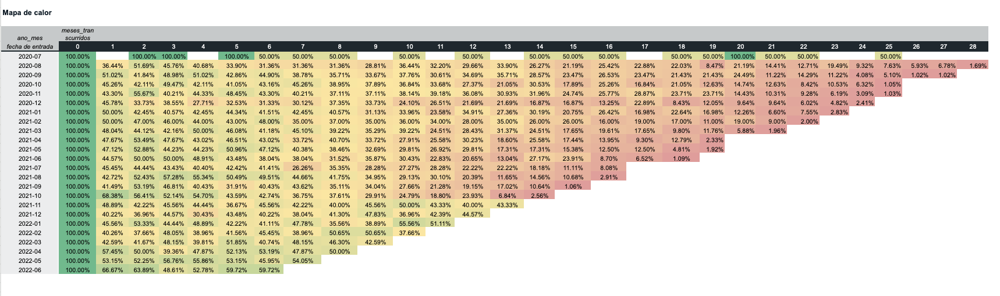 Mapa de calor
meses_tran
ano_mes scurridos
fecha de entrada 0 1 2 3 4 5 6 7 8 9 10 11 12 13 14 15 16 17 18 19 20 21 22 23 24 25 26 27 28
2020-07 100.00% 100.00% 100.00% 100.00% 50.00% 50.00% 50.00% 50.00% 50.00% 50.00% 50.00% 50.00% 50.00% 50.00% 100.00% 50.00% 50.00% 50.00%
2020-08 100.00% 36.44% 51.69% 45.76% 40.68% 33.90% 31.36% 31.36% 31.36% 28.81% 36.44% 32.20% 29.66% 33.90% 26.27% 21.19% 25.42% 22.88% 22.03% 8.47% 21.19% 14.41% 12.71% 19.49% 9.32% 7.63% 5.93% 6.78% 1.69%
2020-09 100.00% 51.02% 41.84% 48.98% 51.02% 42.86% 44.90% 38.78% 35.71% 33.67% 37.76% 30.61% 34.69% 35.71% 28.57% 23.47% 26.53% 23.47% 21.43% 21.43% 24.49% 11.22% 14.29% 11.22% 4.08% 5.10% 1.02% 1.02%
2020-10 100.00% 45.26% 42.11% 49.47% 42.11% 41.05% 43.16% 45.26% 38.95% 37.89% 36.84% 33.68% 27.37% 21.05% 30.53% 17.89% 25.26% 16.84% 21.05% 12.63% 14.74% 12.63% 8.42% 10.53% 6.32% 1.05%
2020-11 100.00% 43.30% 55.67% 40.21% 44.33% 48.45% 43.30% 40.21% 37.11% 37.11% 38.14% 39.18% 36.08% 30.93% 31.96% 24.74% 25.77% 28.87% 23.71% 23.71% 14.43% 10.31% 9.28% 6.19% 3.09% 1.03%
2020-12 100.00% 45.78% 33.73% 38.55% 27.71% 32.53% 31.33% 30.12% 37.35% 33.73% 24.10% 26.51% 21.69% 21.69% 16.87% 16.87% 13.25% 22.89% 8.43% 12.05% 9.64% 9.64% 6.02% 4.82% 2.41%
2021-01 100.00% 50.00% 42.45% 40.57% 42.45% 44.34% 41.51% 42.45% 40.57% 31.13% 33.96% 23.58% 34.91% 27.36% 30.19% 20.75% 26.42% 16.98% 22.64% 16.98% 12.26% 6.60% 7.55% 2.83%
2021-02 100.00% 50.00% 47.00% 46.00% 44.00% 43.00% 48.00% 35.00% 37.00% 35.00% 36.00% 34.00% 28.00% 35.00% 26.00% 26.00% 16.00% 19.00% 17.00% 11.00% 19.00% 9.00% 2.00%
2021-03 100.00% 48.04% 44.12% 42.16% 50.00% 46.08% 41.18% 45.10% 39.22% 35.29% 39.22% 24.51% 28.43% 31.37% 24.51% 17.65% 19.61% 17.65% 9.80% 11.76% 5.88% 1.96%
2021-04 100.00% 47.67% 53.49% 47.67% 43.02% 46.51% 43.02% 33.72% 40.70% 33.72% 27.91% 25.58% 30.23% 18.60% 25.58% 17.44% 13.95% 9.30% 12.79% 2.33%
2021-05 100.00% 47.12% 52.88% 44.23% 44.23% 50.96% 47.12% 40.38% 38.46% 32.69% 29.81% 26.92% 29.81% 17.31% 17.31% 15.38% 12.50% 12.50% 4.81% 1.92%
2021-06 100.00% 44.57% 50.00% 50.00% 48.91% 43.48% 38.04% 38.04% 31.52% 35.87% 30.43% 22.83% 20.65% 13.04% 27.17% 23.91% 8.70% 6.52% 1.09%
2021-07 100.00% 45.45% 44.44% 43.43% 40.40% 42.42% 41.41% 26.26% 35.35% 28.28% 27.27% 28.28% 22.22% 22.22% 18.18% 11.11% 8.08%
2021-08 100.00% 42.72% 52.43% 57.28% 55.34% 50.49% 49.51% 44.66% 41.75% 34.95% 29.13% 30.10% 20.39% 11.65% 14.56% 10.68% 2.91%
2021-09 100.00% 41.49% 53.19% 46.81% 40.43% 31.91% 40.43% 43.62% 35.11% 34.04% 27.66% 21.28% 19.15% 17.02% 10.64% 1.06%
2021-10 100.00% 68.38% 56.41% 52.14% 54.70% 43.59% 42.74% 36.75% 37.61% 29.91% 24.79% 18.80% 23.93% 6.84% 2.56%
2021-11 100.00% 48.89% 42.22% 45.56% 44.44% 36.67% 45.56% 42.22% 40.00% 45.56% 50.00% 43.33% 40.00% 43.33%
2021-12 100.00% 40.22% 36.96% 44.57% 30.43% 43.48% 40.22% 38.04% 41.30% 47.83% 36.96% 42.39% 44.57%
2022-01 100.00% 45.56% 53.33% 44.44% 48.89% 42.22% 41.11% 47.78% 35.56% 38.89% 55.56% 51.11%
2022-02 100.00% 40.26% 37.66% 48.05% 38.96% 41.56% 45.45% 38.96% 50.65% 50.65% 37.66%
2022-03 100.00% 42.59% 41.67% 48.15% 39.81% 51.85% 40.74% 48.15% 46.30% 42.59%
2022-04 100.00% 57.45% 50.00% 39.36% 47.87% 52.13% 53.19% 47.87% 50.00%
2022-05 100.00% 53.15% 52.25% 56.76% 55.86% 53.15% 45.95% 54.05%
2022-06 100.00% 66.67% 63.89% 48.61% 52.78% 59.72% 59.72%